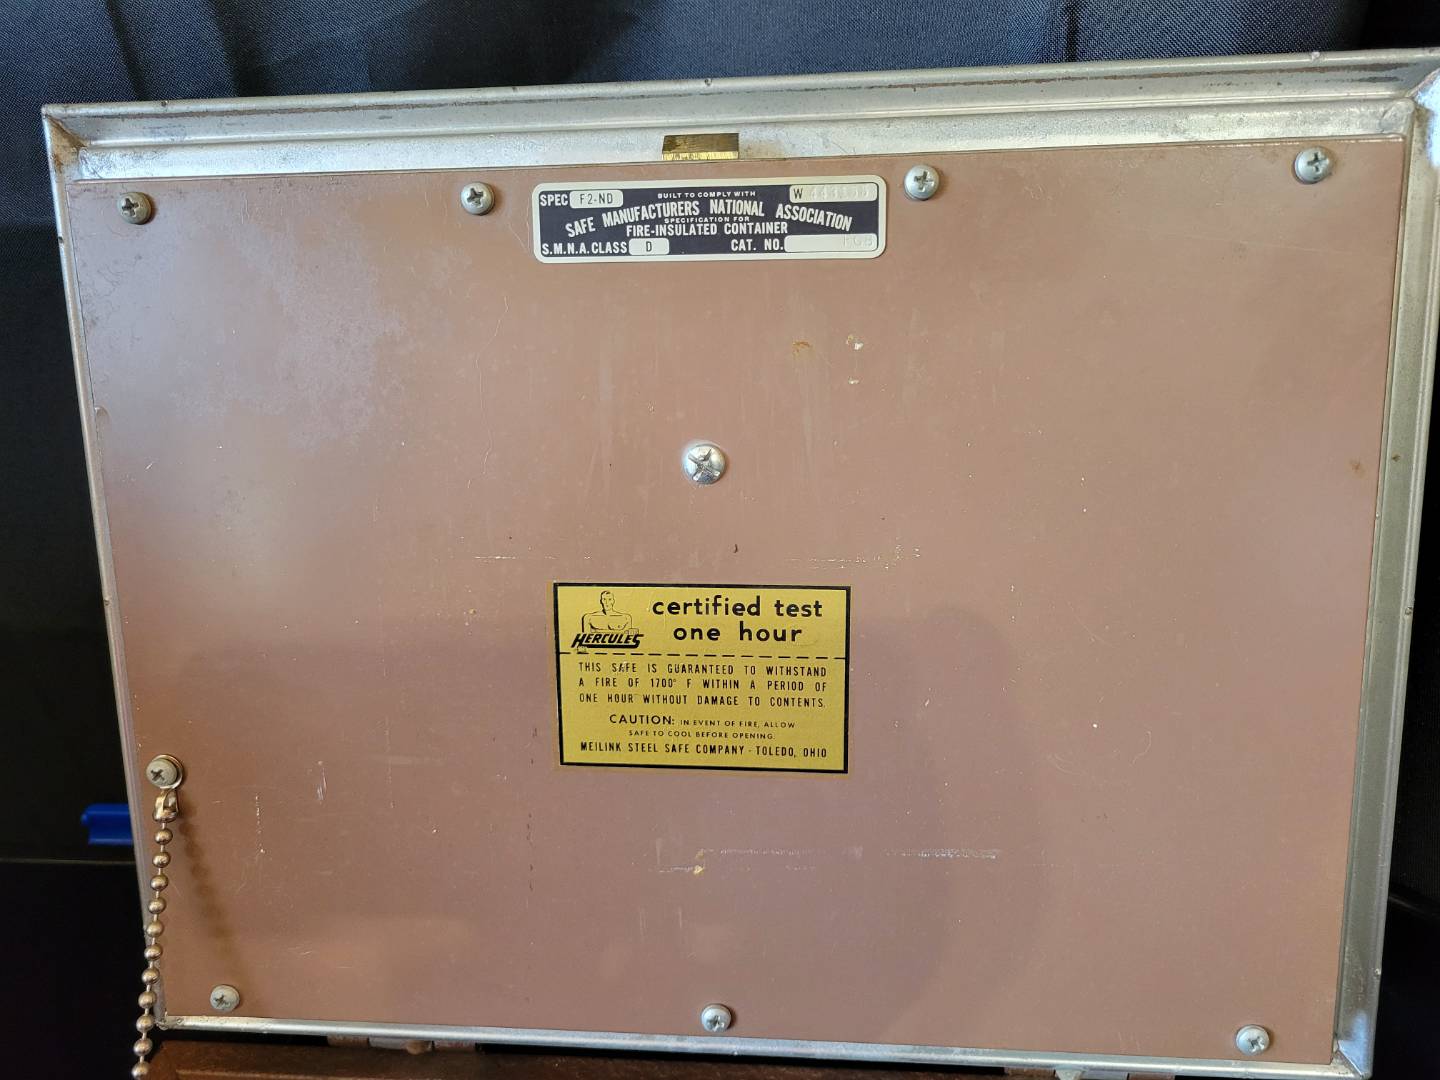 SPEC F2-ND BUILT TO COMPLY WITH W
SAFE MANUFACTURERS NATIONAL ASSOCIATION
SPECIFICATION FOR
FIRE-INSULATED CONTAINER
S.M.N.A. CLASS D CAT. NO.
HERCULES
certified test
one hour
THIS SAFE IS GUARANTEED TO WITHSTAND
A FIRE OF 1700° F WITHIN A PERIOD OF
ONE HOUR WITHOUT DAMAGE TO CONTENTS.
CAUTION: IN EVENT OF FIRE, ALLOW
SAFE TO COOL BEFORE OPENING.
MEILINK STEEL SAFE COMPANY - TOLEDO, OHIO